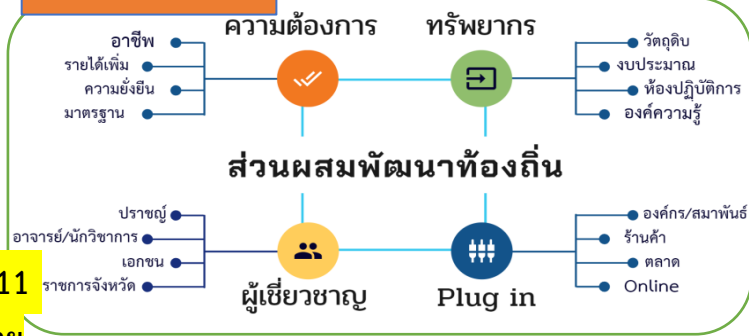 ความต้องการ
ทรัพยากร
อาชีพ
รายได้เพิ่ม
ความยั่งยืน
มาตรฐาน
วัตถุดิบ
งบประมาณ
ห้องปฏิบัติการ
องค์ความรู้
ส่วนผสมพัฒนาท้องถิ่น
ปราชญ์
อาจารย์/นักวิชาการ
เอกชน
ราชการจังหวัด
องค์กร/สมาพันธ์
ร้านค้า
ตลาด
Online
ผู้เชี่ยวชาญ
Plug in
11